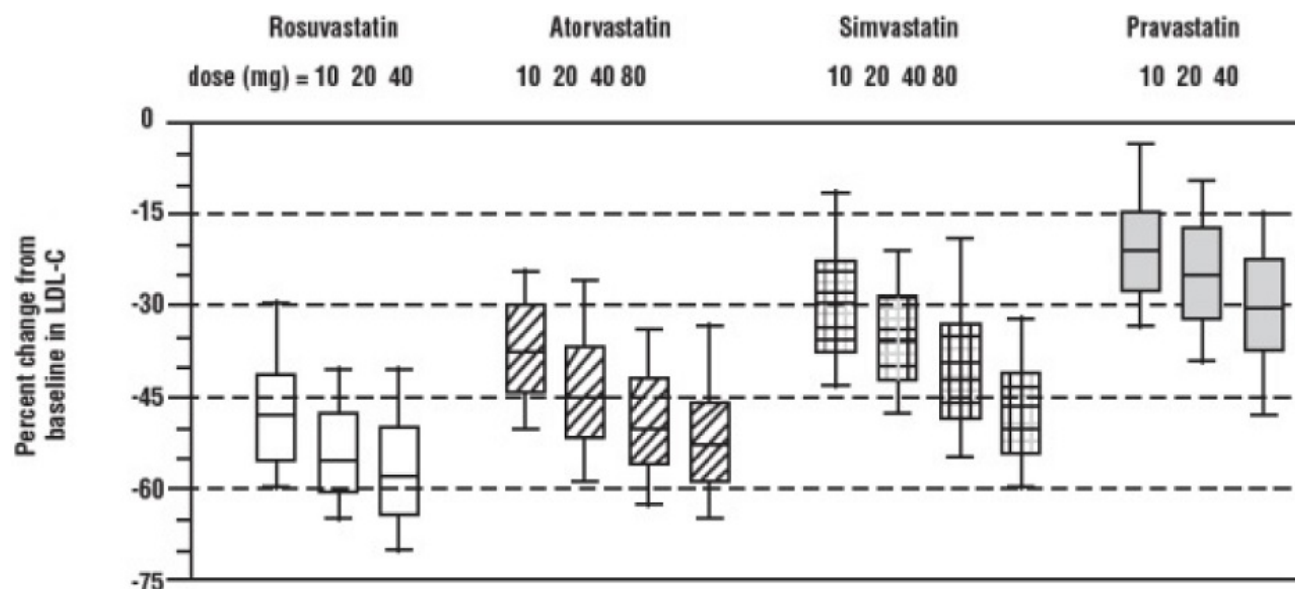 Rosuvastatin Atorvastatin Simvastatin Pravastatin
dose (mg) = 10 20 40 10 20 40 80 10 20 40 80 10 20 40
0
-15
-30
-45
-60
-75
Percent change from
baseline in LDL-C